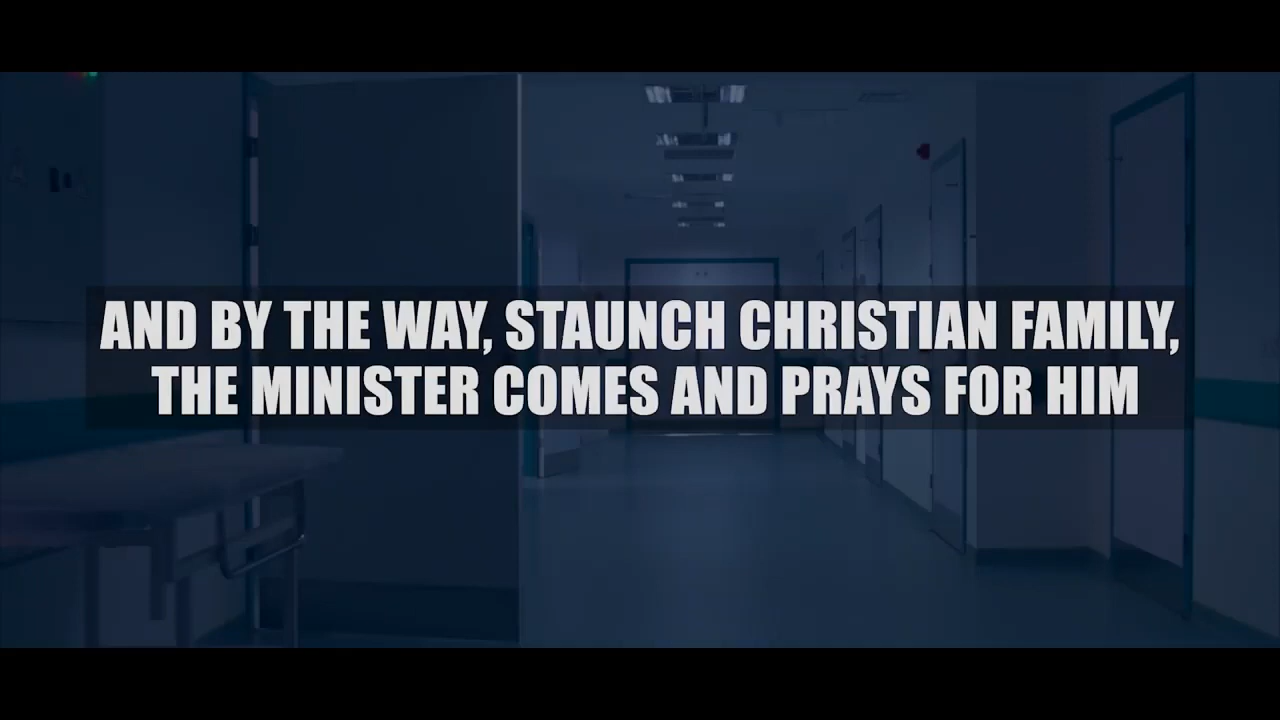 AND BY THE WAY, STAUNCH CHRISTIAN FAMILY,
THE MINISTER COMES AND PRAYS FOR HIM